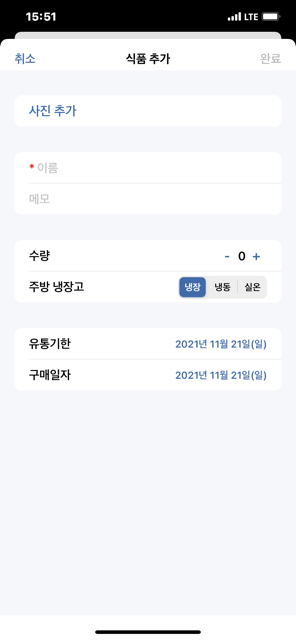 15:51 LTE
취소 식품 추가 완료
사진 추가
* 이름
메모
수량 - 0 +
주방 냉장고 냉장 냉동 실온
유통기한 2021년 11월 21일(일)
구매일자 2021년 11월 21일(일)